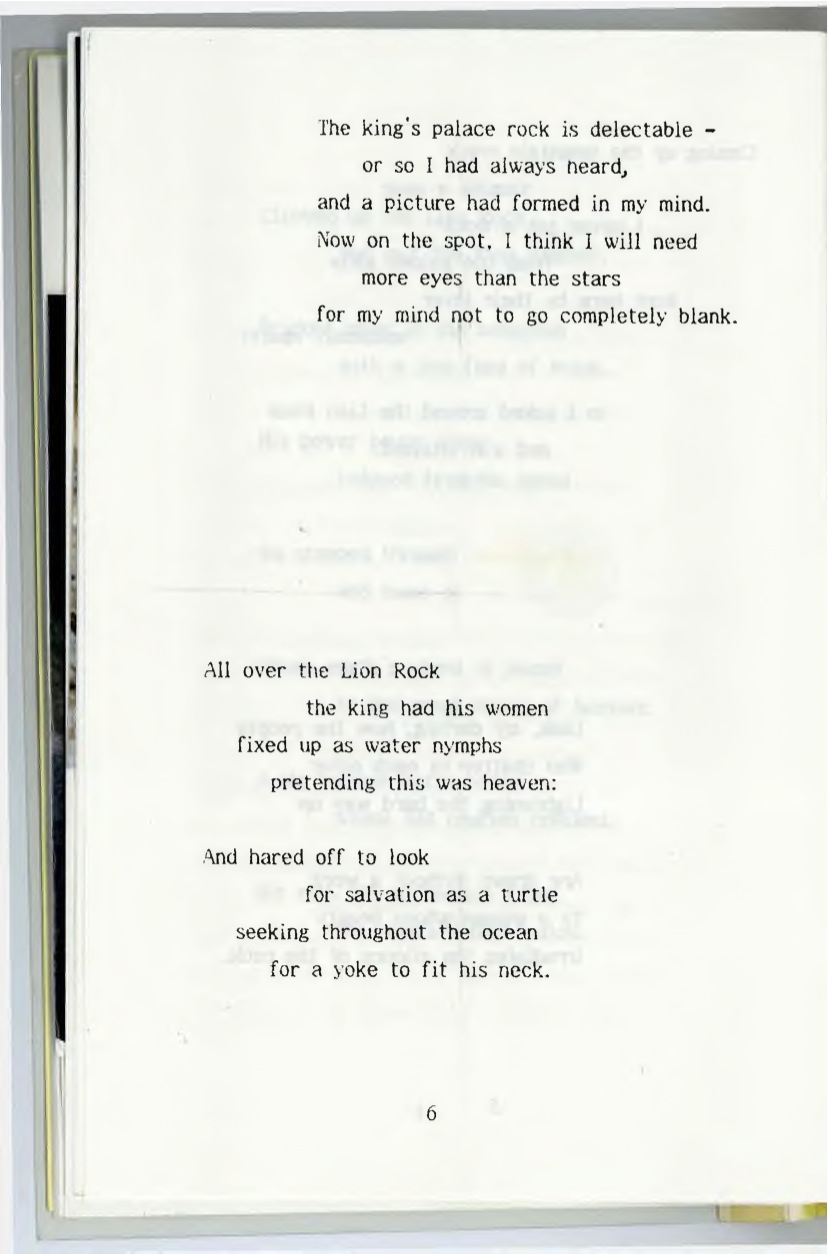 The king's palace rock is delectable -
or so I had always heard,
and a picture had formed in my mind.
Now on the spot, I think I will need
more eyes than the stars
for my mind not to go completely blank.
All over the Lion Rock
the king had his women
fixed up as water nymphs
pretending this was heaven:
And hared off to look
for salvation as a turtle
seeking throughout the ocean
for a yoke to fit his neck.
6